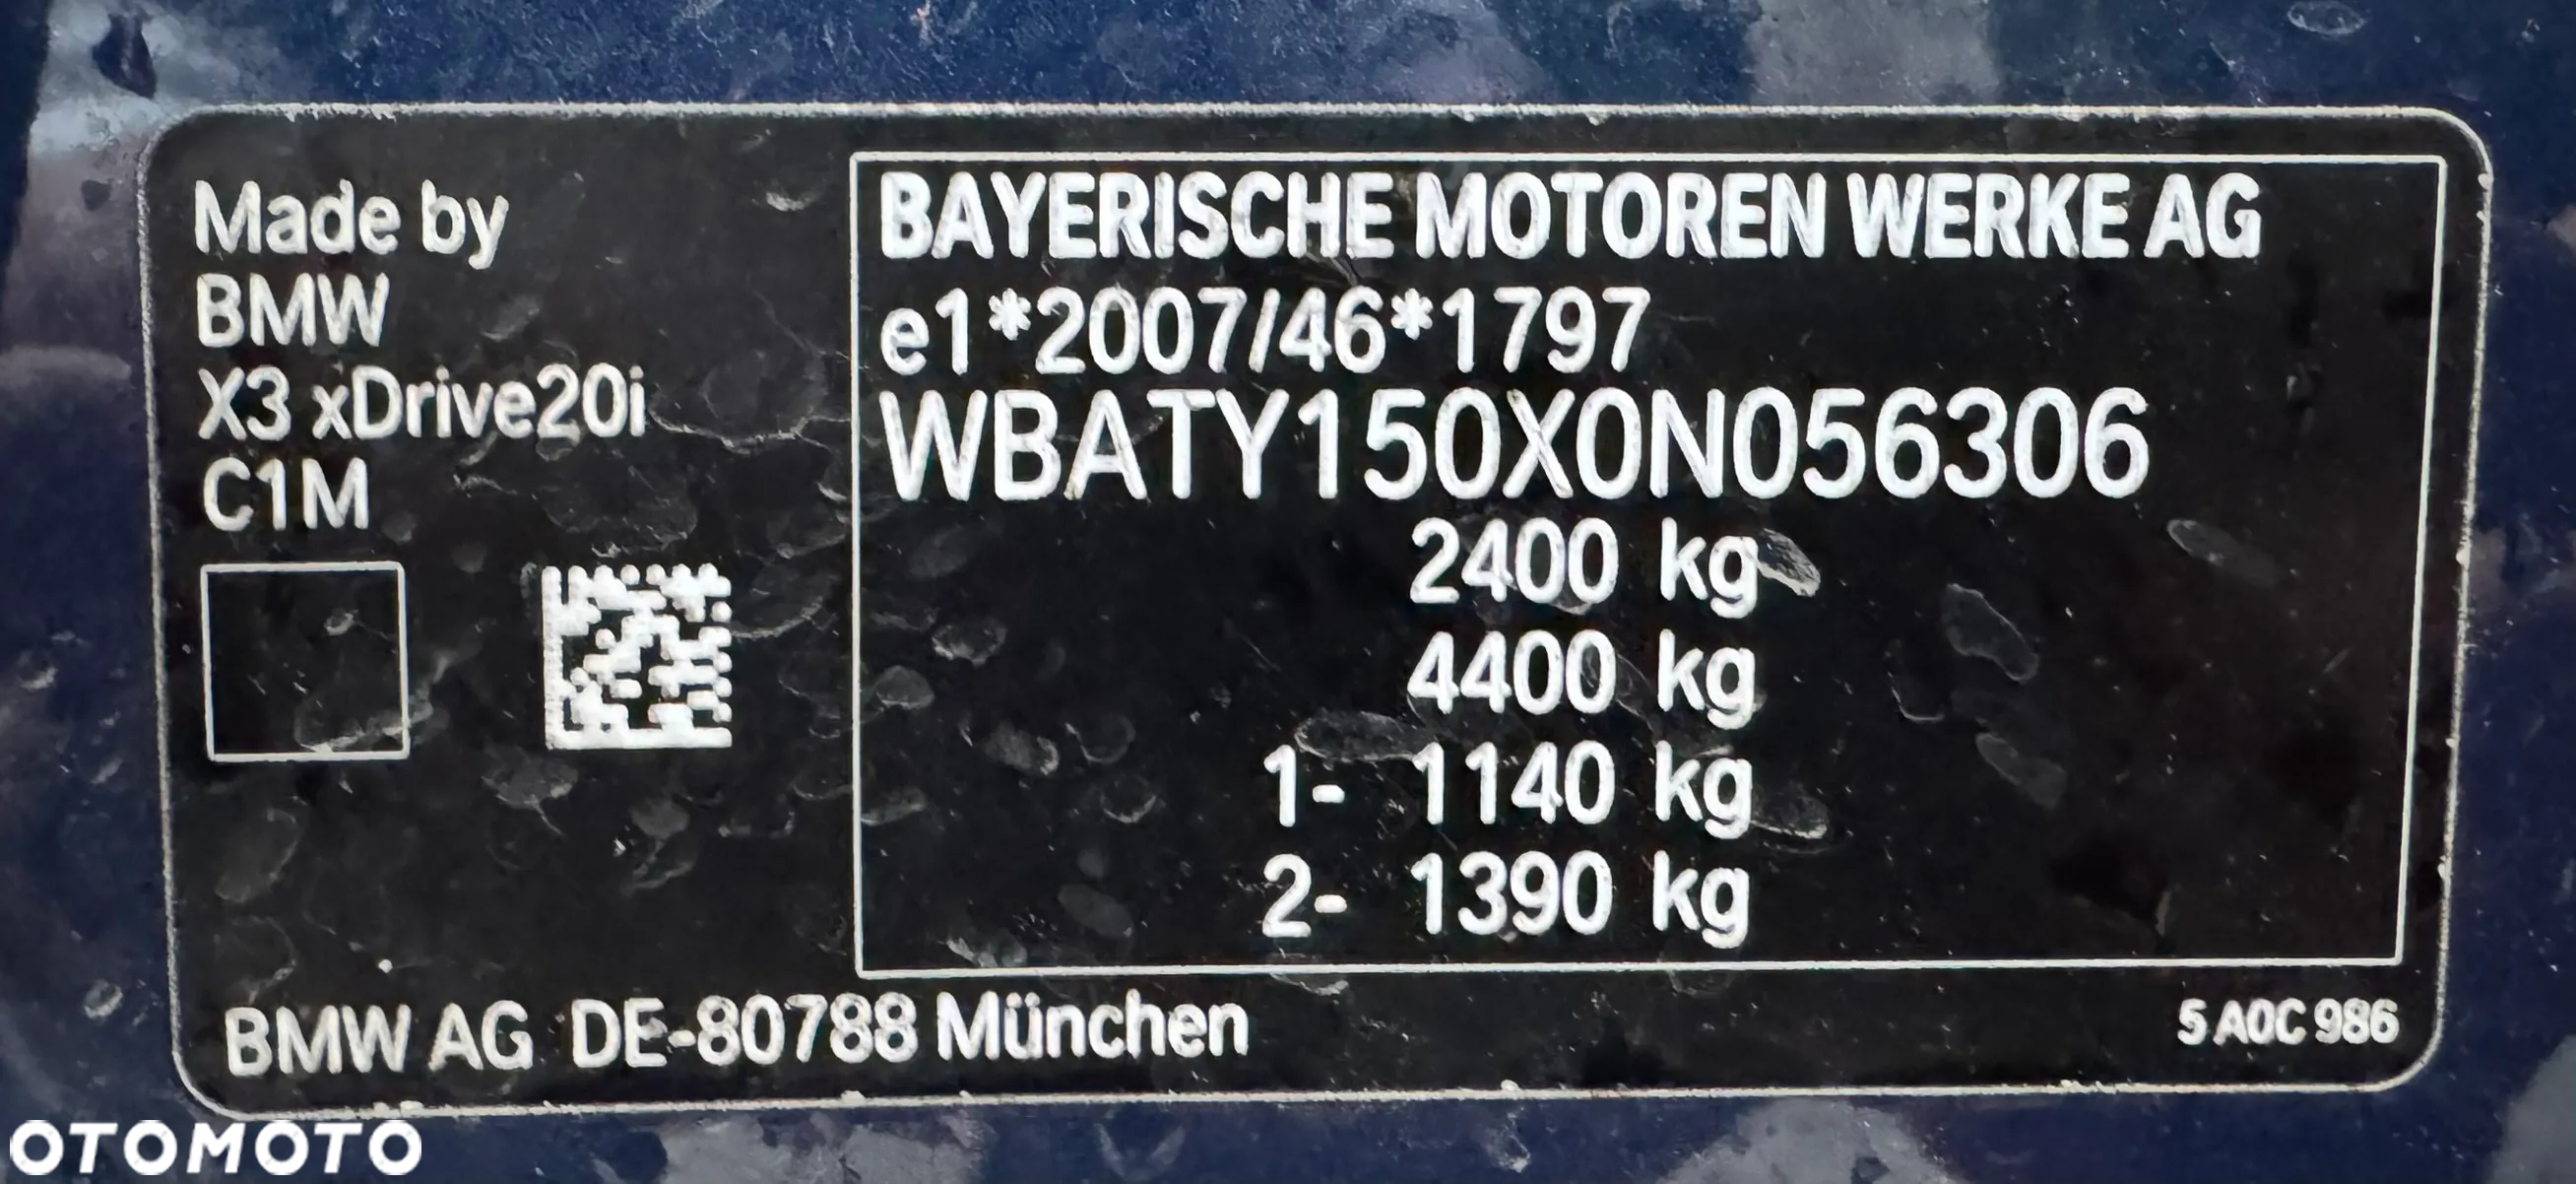 Made by
BMW
X3 xDrive20i
C1M
BAYERISCHE MOTOREN WERKE AG
e1*2007/46*1797
WBATY150X0N056306
2400 kg
4400 kg
1- 1140 kg
2- 1390 kg
BMW AG DE-80788 München
5 A0C 986
OTOMOTO